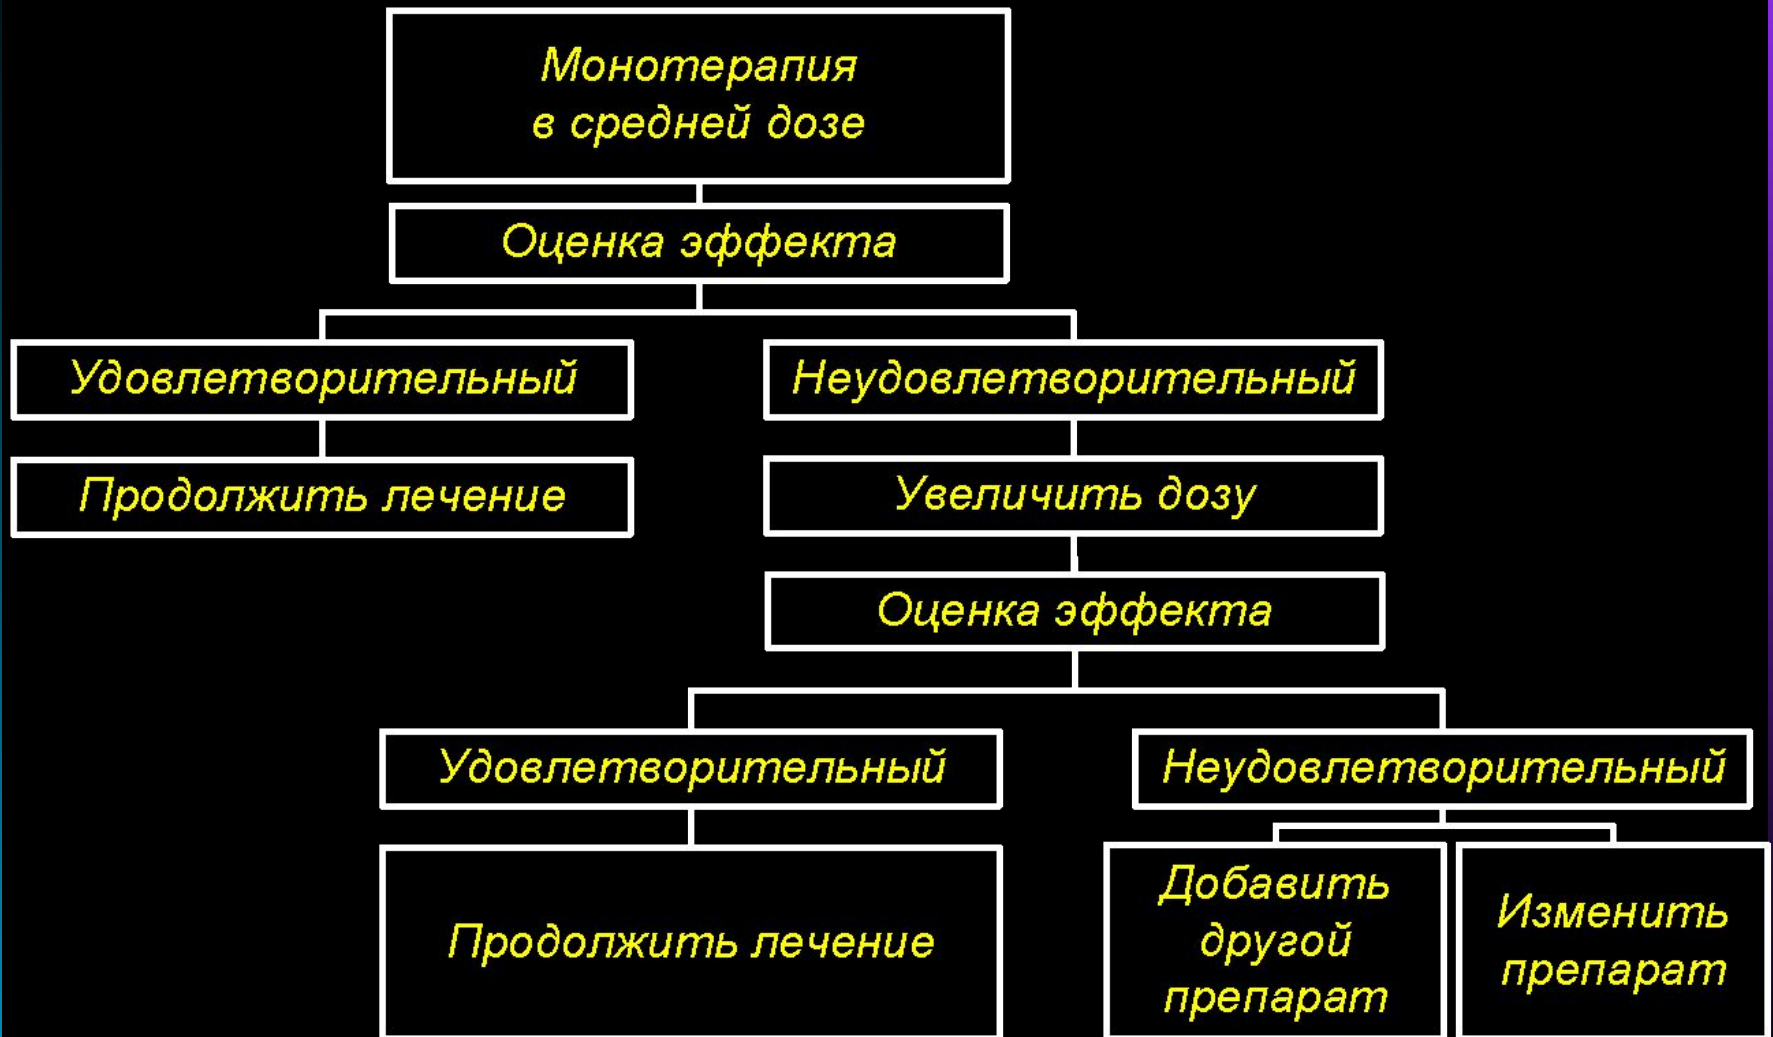 Монотерапия
в средней дозе
Оценка эффекта
Удовлетворительный
Неудовлетворительный
Продолжить лечение
Увеличить дозу
Оценка эффекта
Удовлетворительный
Неудовлетворительный
Продолжить лечение
Добавить
другой
препарат
Изменить
препарат